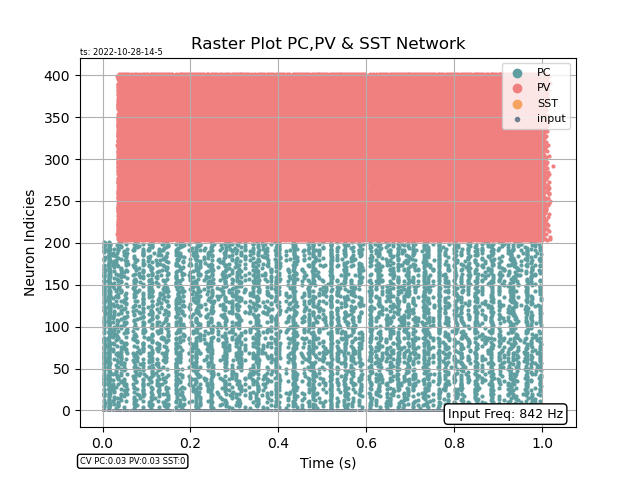 Raster Plot PC,PV & SST Network
ts: 2022-10-28-14-5
PC
PV
SST
input
Neuron Indicies
400
350
300
250
200
150
100
50
0
Input Freq: 842 Hz
0.0 0.2 0.4 0.6 0.8 1.0
Time (s)
CV PC:0.03 PV:0.03 SST:0